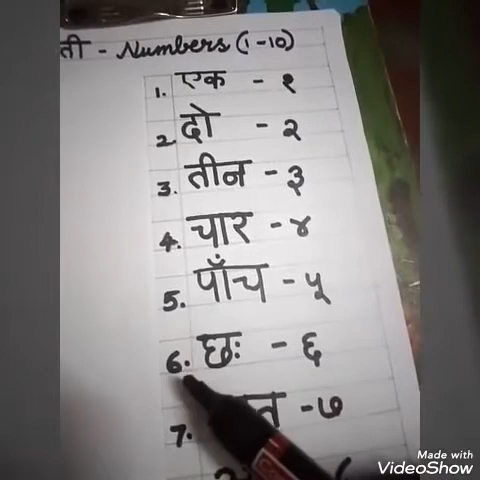 ती - Numbers (1-10)
1. एक - १
2. दो - २
3. तीन - ३
4. चार - ४
5. पाँच - ५
6. छः - ६
7. - ७
Made with
VideoShow